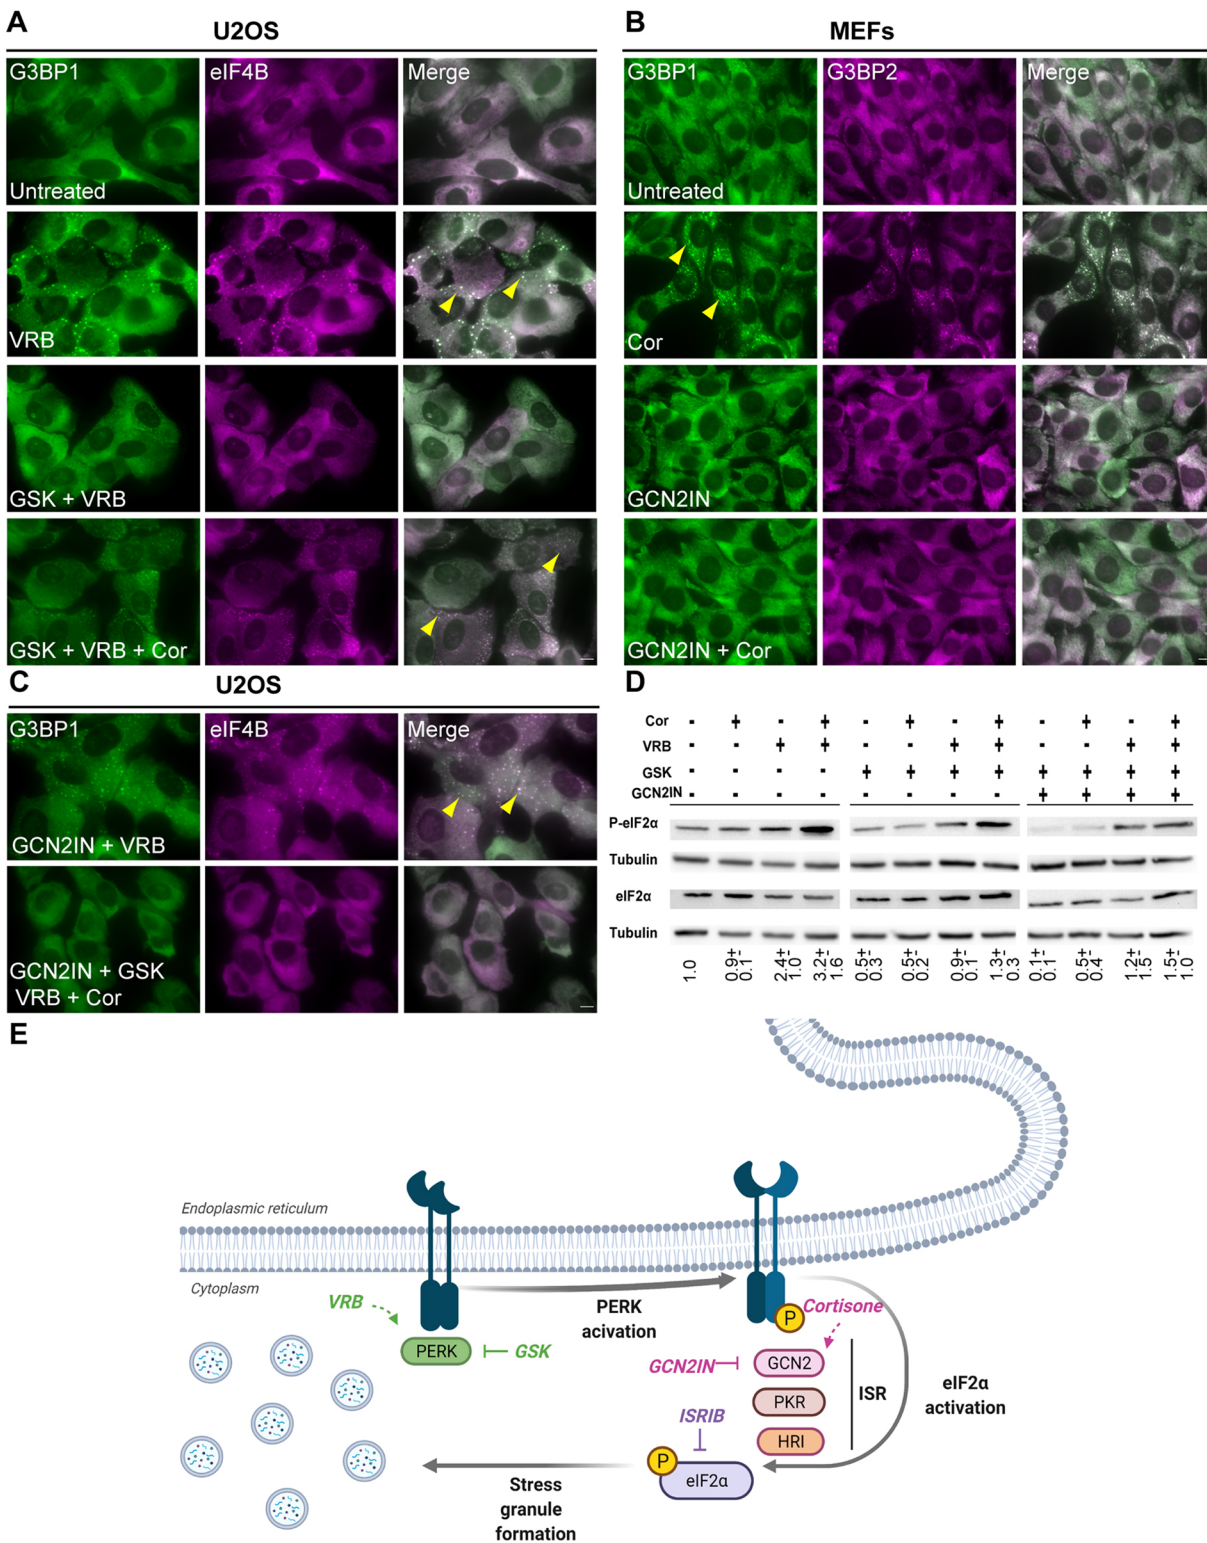 A
U2OS
G3BP1
eIF4B
Merge
Untreated
VRB
GSK + VRB
GSK + VRB + Cor
B
MEFs
G3BP1
G3BP2
Merge
Untreated
Cor
GCN2IN
GCN2IN + Cor
C
U2OS
G3BP1
eIF4B
Merge
GCN2IN + VRB
GCN2IN + GSK
VRB + Cor
D
Cor - + - + - + - + - + - +
VRB - - + + - - + + - - + +
GSK - - - - + + + + + + + +
GCN2IN - - - - - - - - + + + +
P-eIF2α
Tubulin
eIF2α
Tubulin
1.0
0.9±
0.1
2.4±
1.0
3.2±
1.6
0.5±
0.3
0.5±
0.2
0.9±
0.1
1.3±
0.3
0.1±
0.1
0.5±
0.4
1.2±
1.5
1.5±
1.0
E
Endoplasmic reticulum
Cytoplasm
VRB
PERK
GSK
PERK
acivation
P
Cortisone
GCN2IN
GCN2
PKR
HRI
ISR
eIF2α
activation
ISRIB
P
eIF2α
Stress
granule
formation